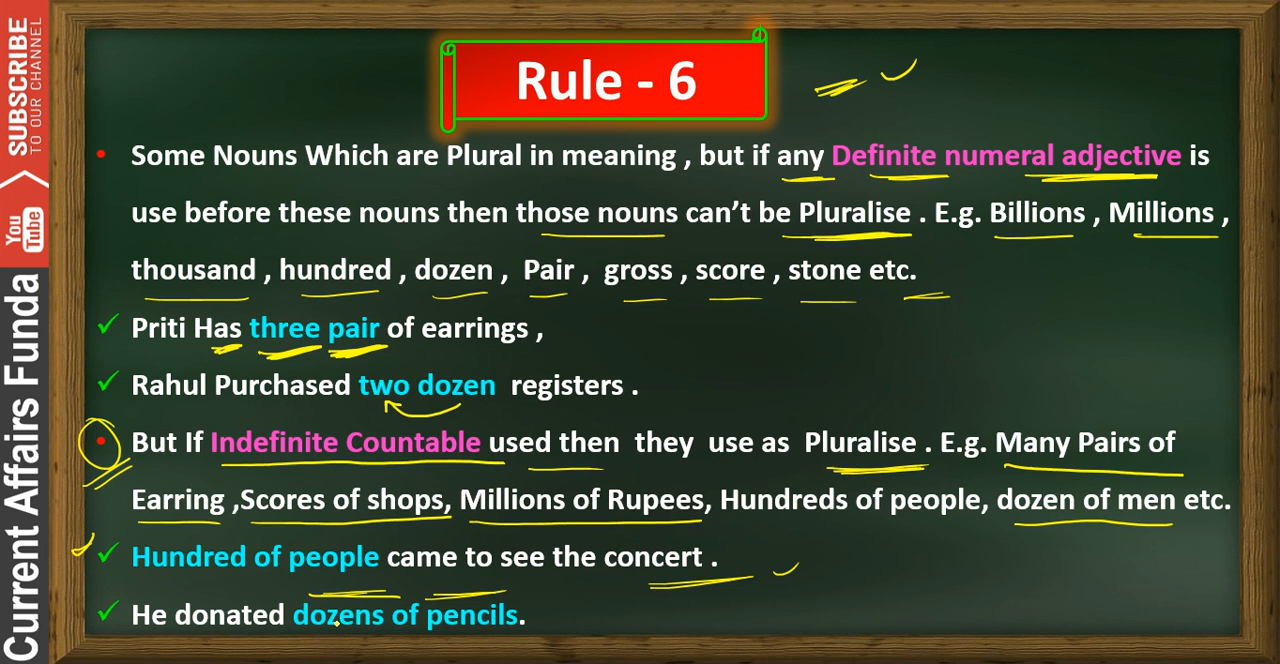 SUBSCRIBE
TO OUR CHANNEL
You
Tube
Current Affairs Funda
Rule - 6
• Some Nouns Which are Plural in meaning , but if any Definite numeral adjective is
use before these nouns then those nouns can’t be Pluralise . E.g. Billions , Millions ,
thousand , hundred , dozen , Pair , gross , score , stone etc.
✓ Priti Has three pair of earrings ,
✓ Rahul Purchased two dozen registers .
• But If Indefinite Countable used then they use as Pluralise . E.g. Many Pairs of
Earring ,Scores of shops, Millions of Rupees, Hundreds of people, dozen of men etc.
✓ Hundred of people came to see the concert .
✓ He donated dozens of pencils.